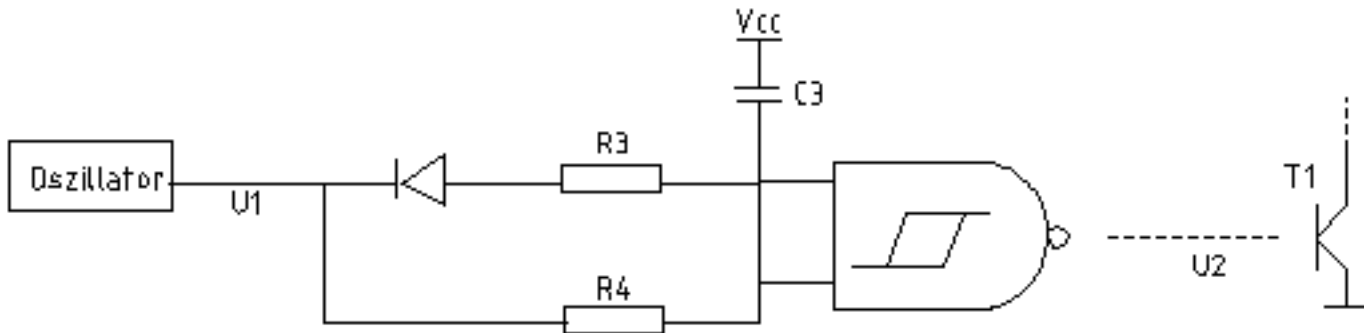 Vcc
C3
R3
Oszillator
U1
T1
U2
R4